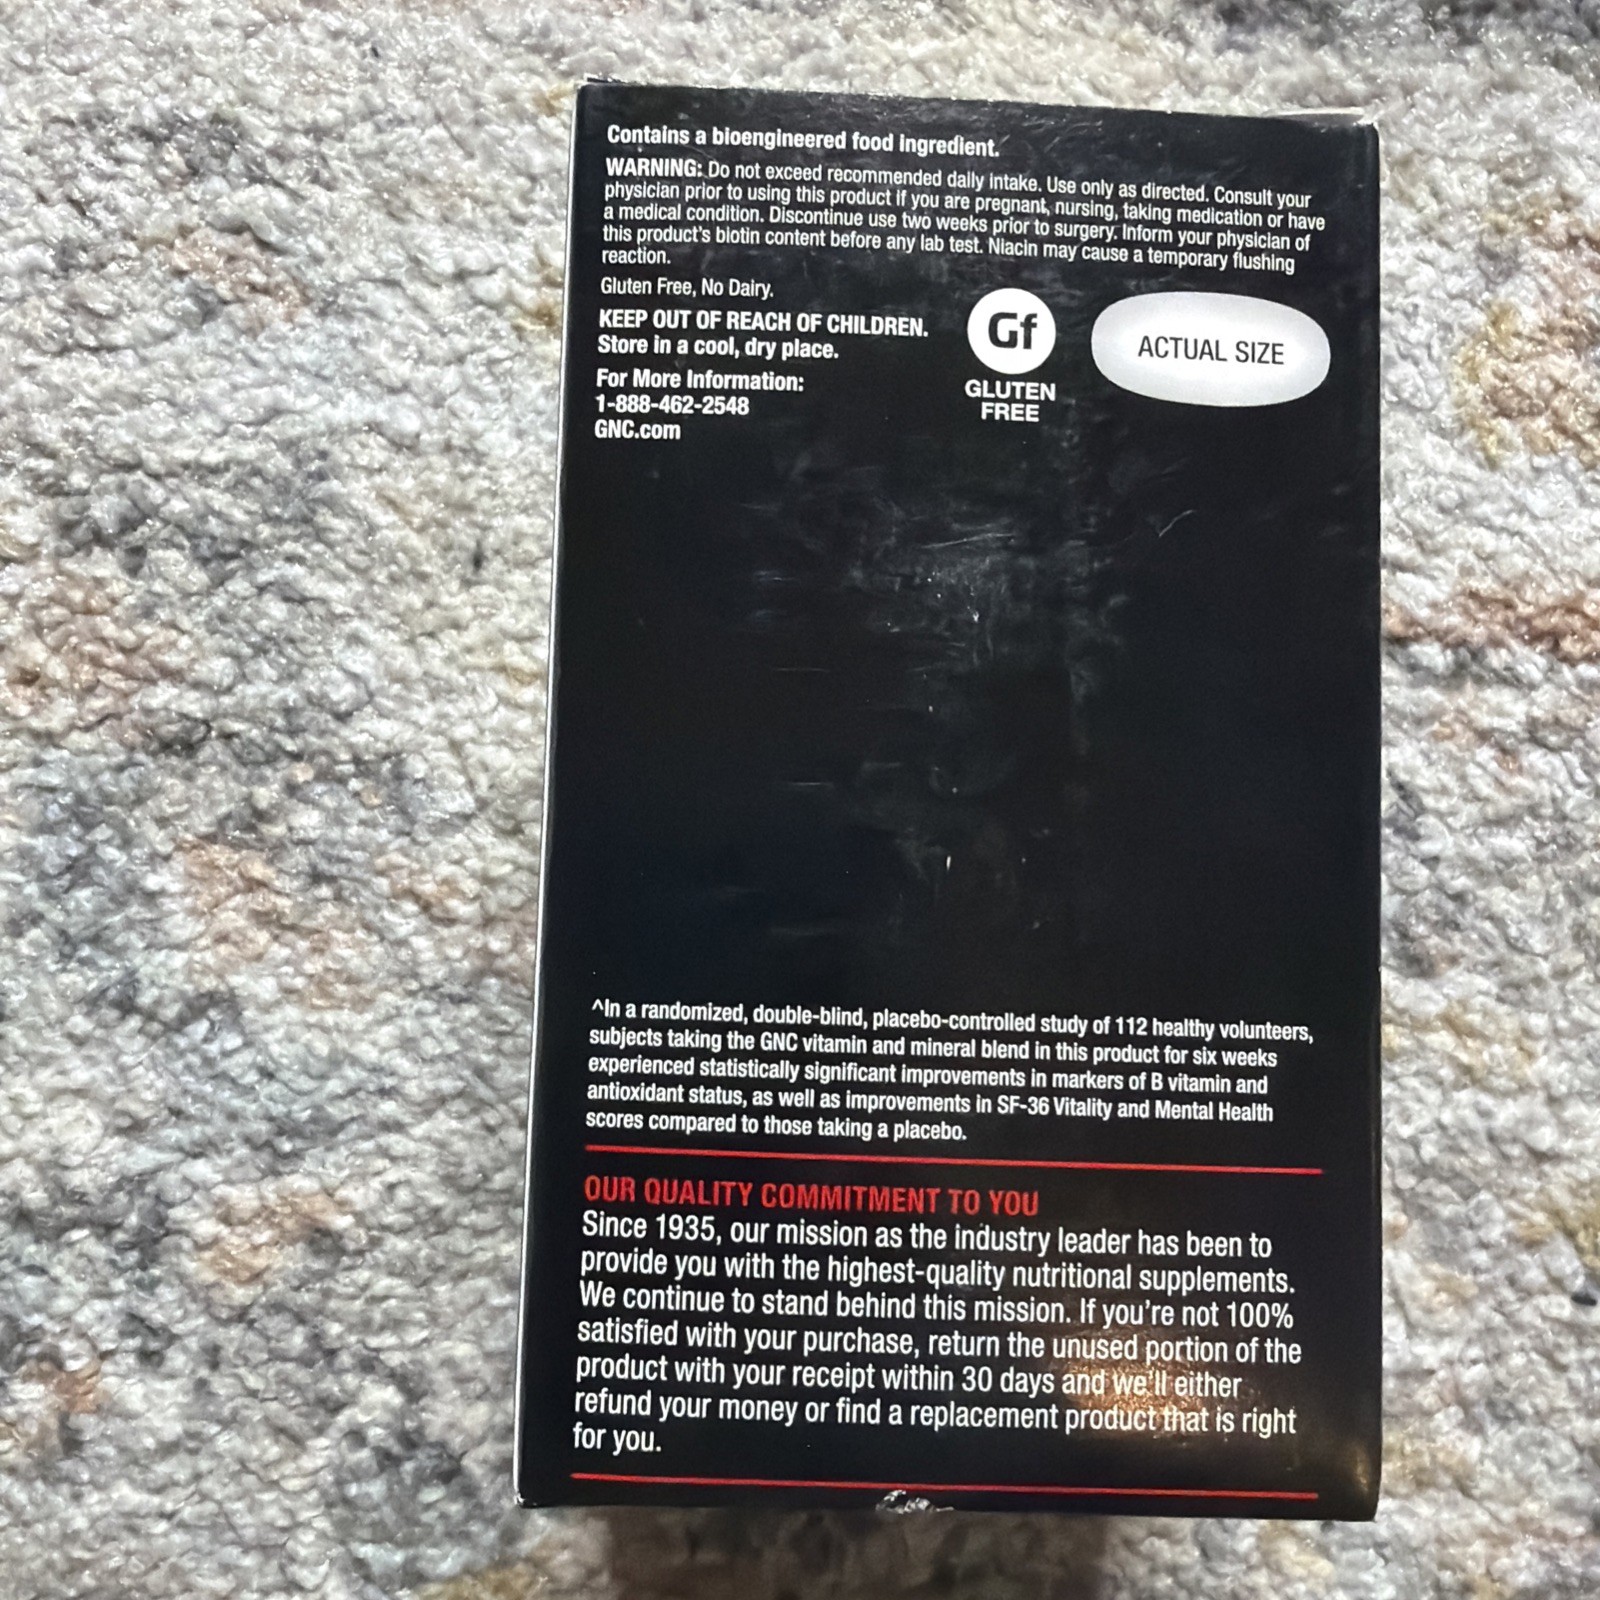 Contains a bioengineered food ingredient.
WARNING: Do not exceed recommended daily intake. Use only as directed. Consult your
physician prior to using this product if you are pregnant, nursing, taking medication or have
a medical condition. Discontinue use two weeks prior to surgery. Inform your physician of
this product's biotin content before any lab test. Niacin may cause a temporary flushing
reaction.
Gluten Free, No Dairy.
KEEP OUT OF REACH OF CHILDREN.
Store in a cool, dry place.
For More Information:
1-888-462-2548
GNC.com
Gf
GLUTEN
FREE
ACTUAL SIZE
^In a randomized, double-blind, placebo-controlled study of 112 healthy volunteers,
subjects taking the GNC vitamin and mineral blend in this product for six weeks
experienced statistically significant improvements in markers of B vitamin and
antioxidant status, as well as improvements in SF-36 Vitality and Mental Health
scores compared to those taking a placebo.
OUR QUALITY COMMITMENT TO YOU
Since 1935, our mission as the industry leader has been to
provide you with the highest-quality nutritional supplements.
We continue to stand behind this mission. If you're not 100%
satisfied with your purchase, return the unused portion of the
product with your receipt within 30 days and we'll either
refund your money or find a replacement product that is right
for you.